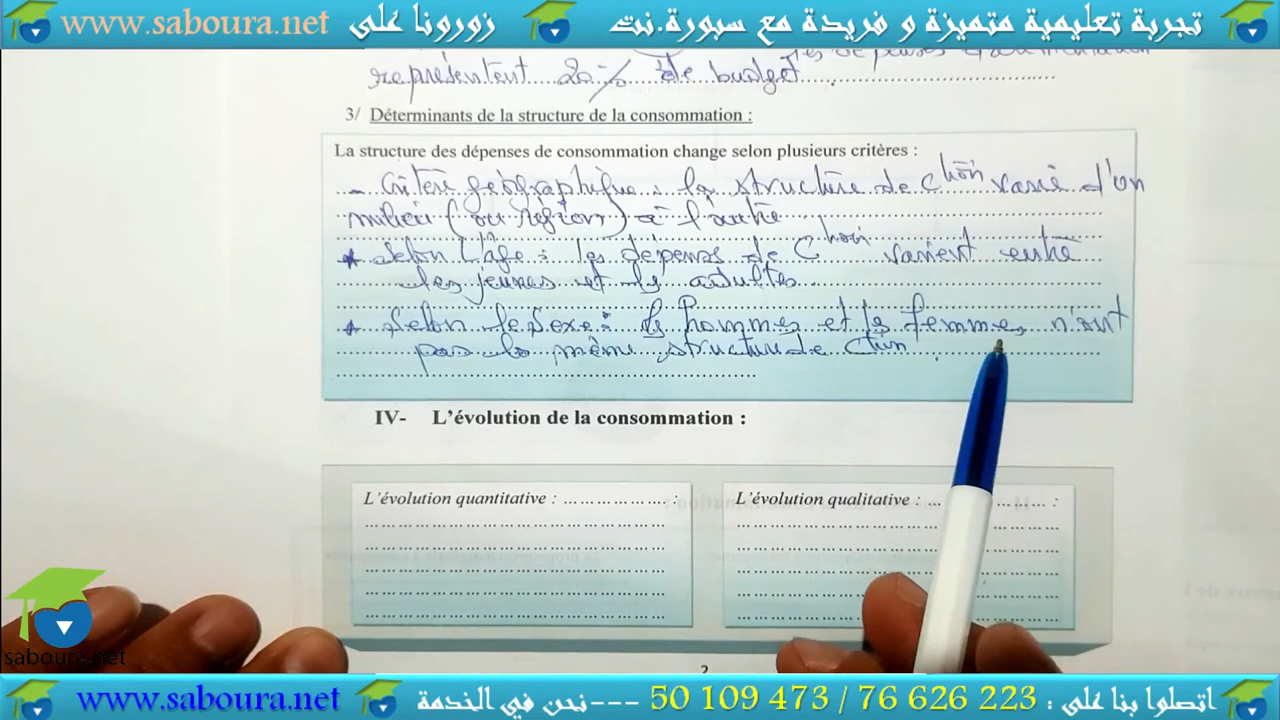 تجربة تعليمية متميزة و فريدة مع سبورة.نت زورونا على www.saboura.net
représentent 20% de budget
3/ Déterminants de la structure de la consommation :
La structure des dépenses de consommation change selon plusieurs critères :
- Critère géographique : la structure de Ction varie d'un
milieu (ou région) à l'autre
* Selon l'âge : les dépenses de Ction varient entre
les jeunes et les adultes
* Selon le Sexe : les hommes et les femmes n'ont
pas la même structure de Ction
IV- L'évolution de la consommation :
L'évolution quantitative : ……………… :
L'évolution qualitative : … … … … :
2
saboura.net
www.saboura.net اتصلوا بنا على : 50 109 473 / 76 626 223 ---نحن في الخدمة